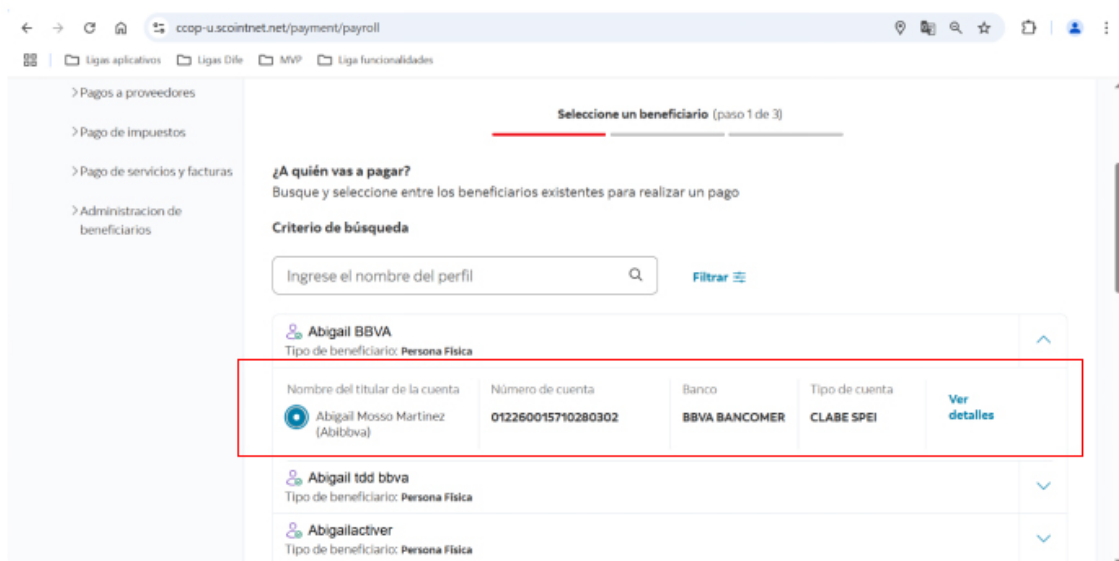 ccop-u.scointnet.net/payment/payroll
Ligas aplicativos Ligas Dife MVP Liga funcionalidades
Pagos a proveedores
Pago de impuestos
Pago de servicios y facturas
Administracion de
beneficiarios
Seleccione un beneficiario (paso 1 de 3)
¿A quién vas a pagar?
Busque y seleccione entre los beneficiarios existentes para realizar un pago
Criterio de búsqueda
Ingrese el nombre del perfil
Filtrar
Abigail BBVA
Tipo de beneficiario: Persona Física
Nombre del titular de la cuenta Número de cuenta Banco Tipo de cuenta
Abigail Mosso Martinez 012260015710280302 BBVA BANCOMER CLABE SPEI Ver detalles
(Abibbva)
Abigail tdd bbva
Tipo de beneficiario: Persona Física
Abigailactiver
Tipo de beneficiario: Persona Física